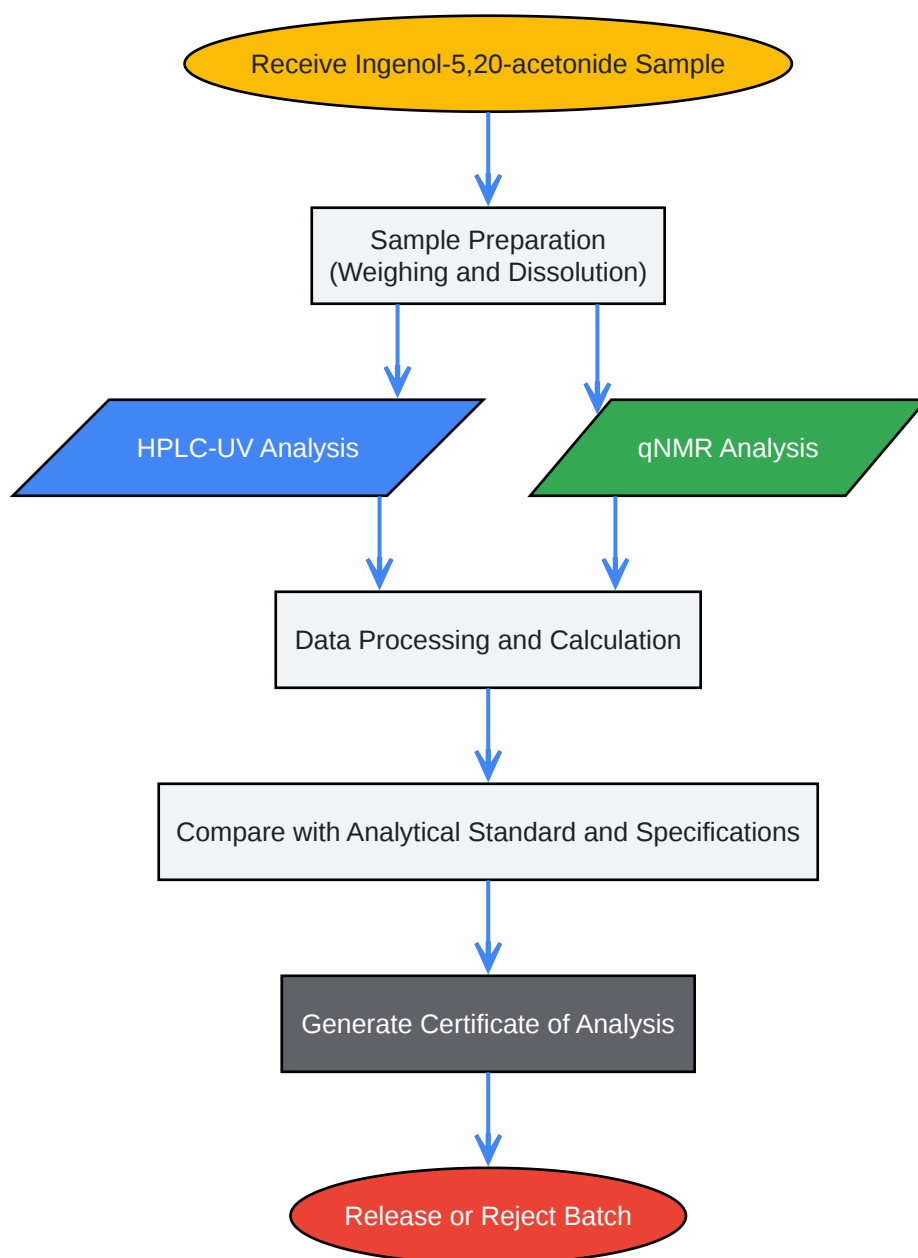 Receive Ingenol-5,20-acetonide Sample
Sample Preparation
(Weighing and Dissolution)
HPLC-UV Analysis
qNMR Analysis
Data Processing and Calculation
Compare with Analytical Standard and Specifications
Generate Certificate of Analysis
Release or Reject Batch